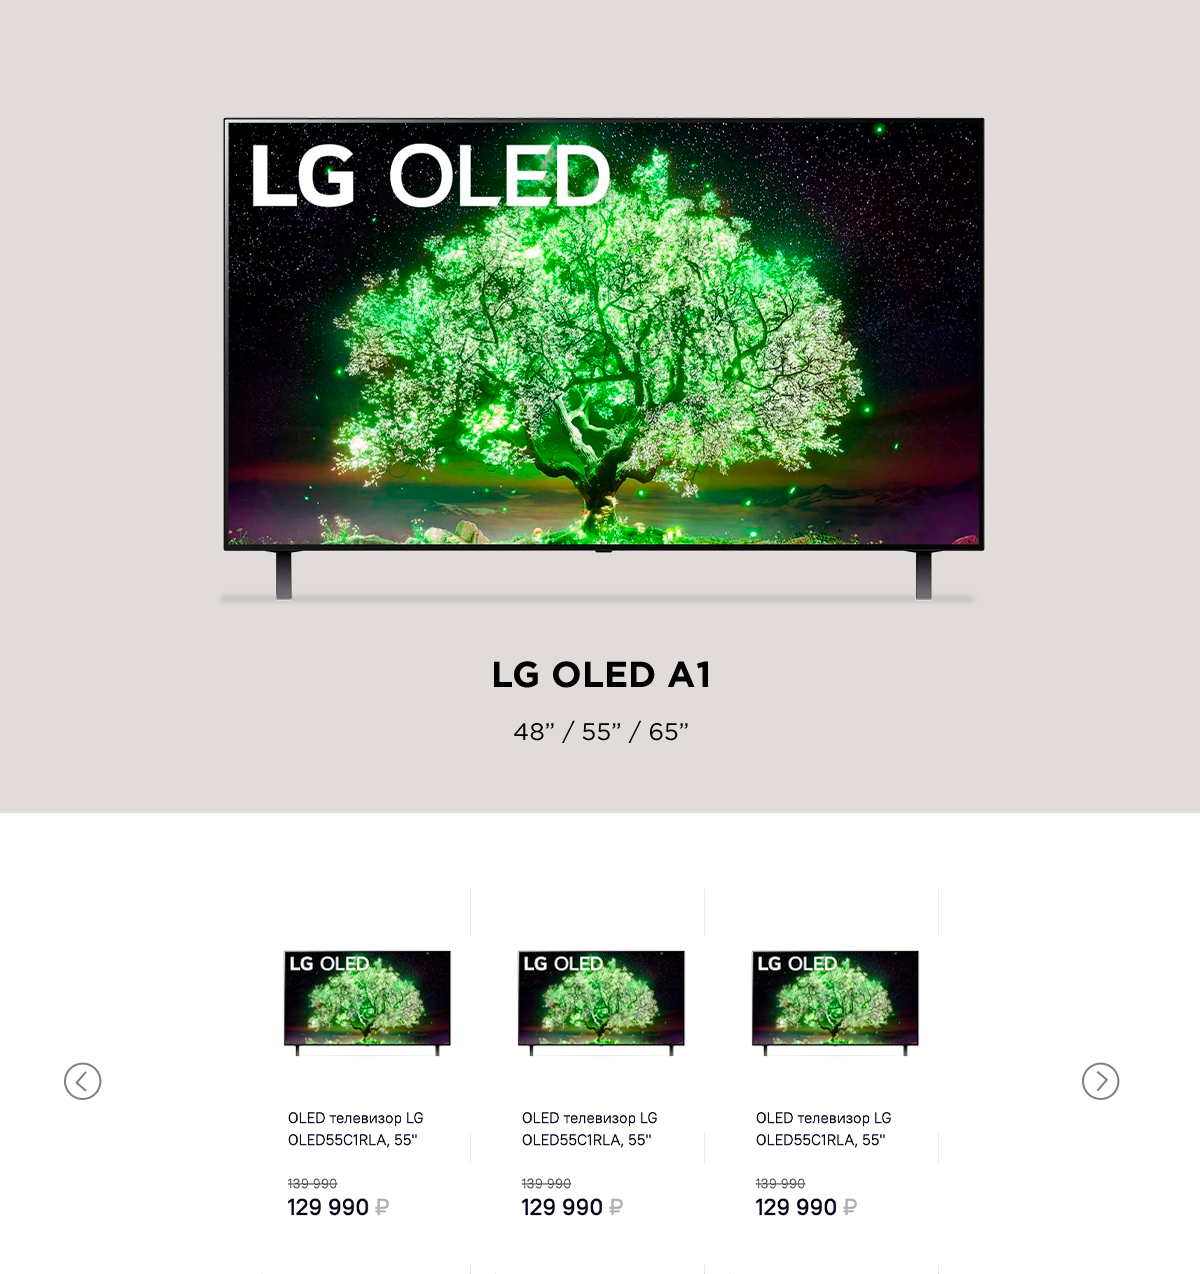 LG OLED
LG OLED A1
48” / 55” / 65”
LG OLED
LG OLED
LG OLED
OLED телевизор LG
OLED55C1RLA, 55"
139 990
129 990 ₽
OLED телевизор LG
OLED55C1RLA, 55"
139 990
129 990 ₽
OLED телевизор LG
OLED55C1RLA, 55"
139 990
129 990 ₽